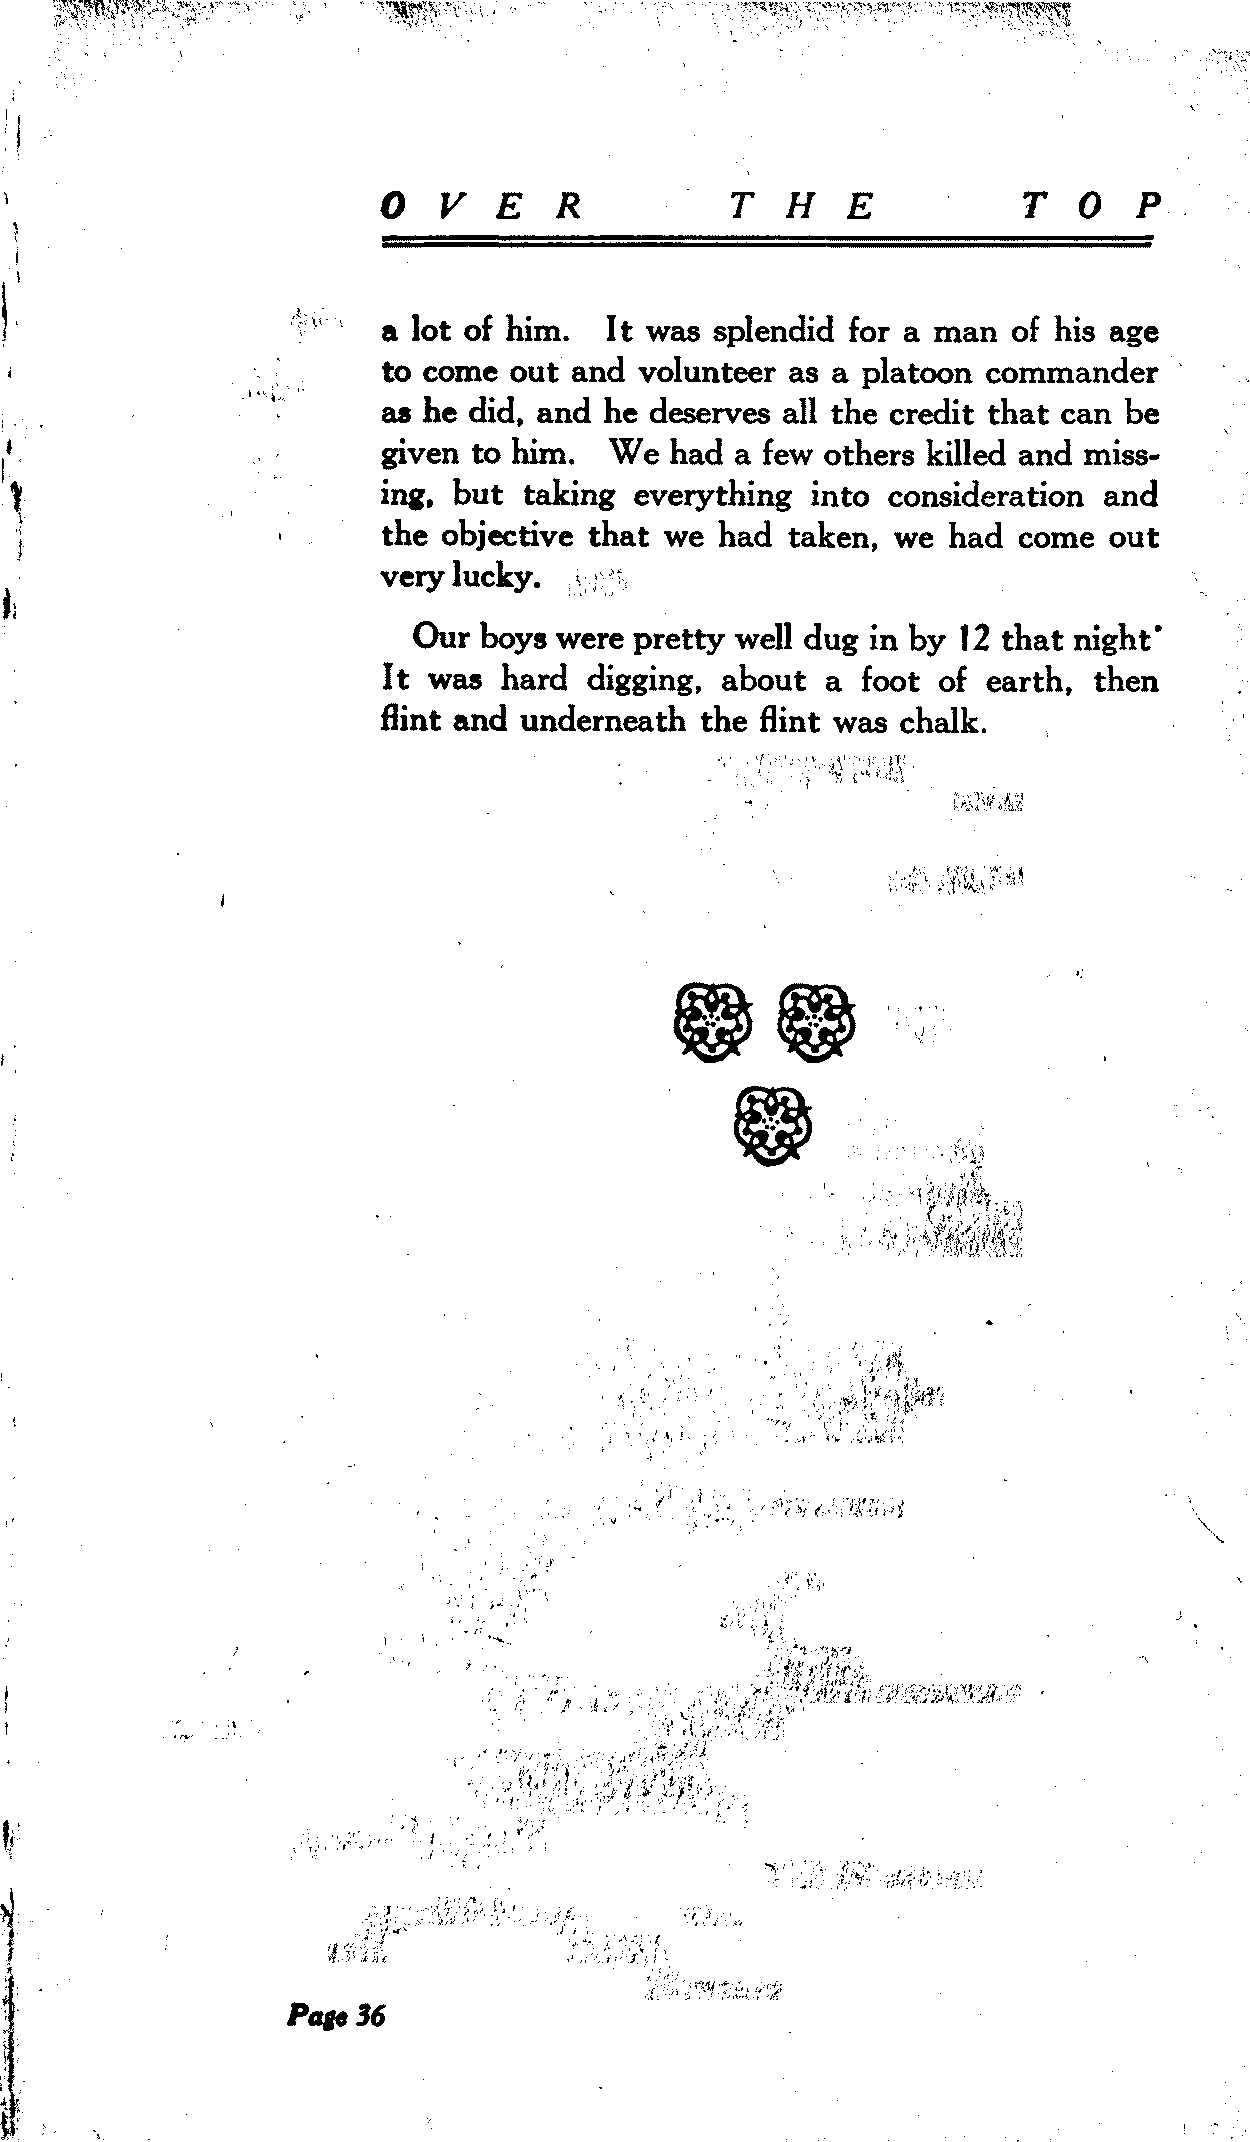 OVER THE TOP
a lot of him. It was splendid for a man of his age
to come out and volunteer as a platoon commander
as he did, and he deserves all the credit that can be
given to him. We had a few others killed and miss-
ing, but taking everything into consideration and
the objective that we had taken, we had come out
very lucky.
Our boys were pretty well dug in by 12 that night·
It was hard digging, about a foot of earth, then
flint and underneath the flint was chalk.
Page 36